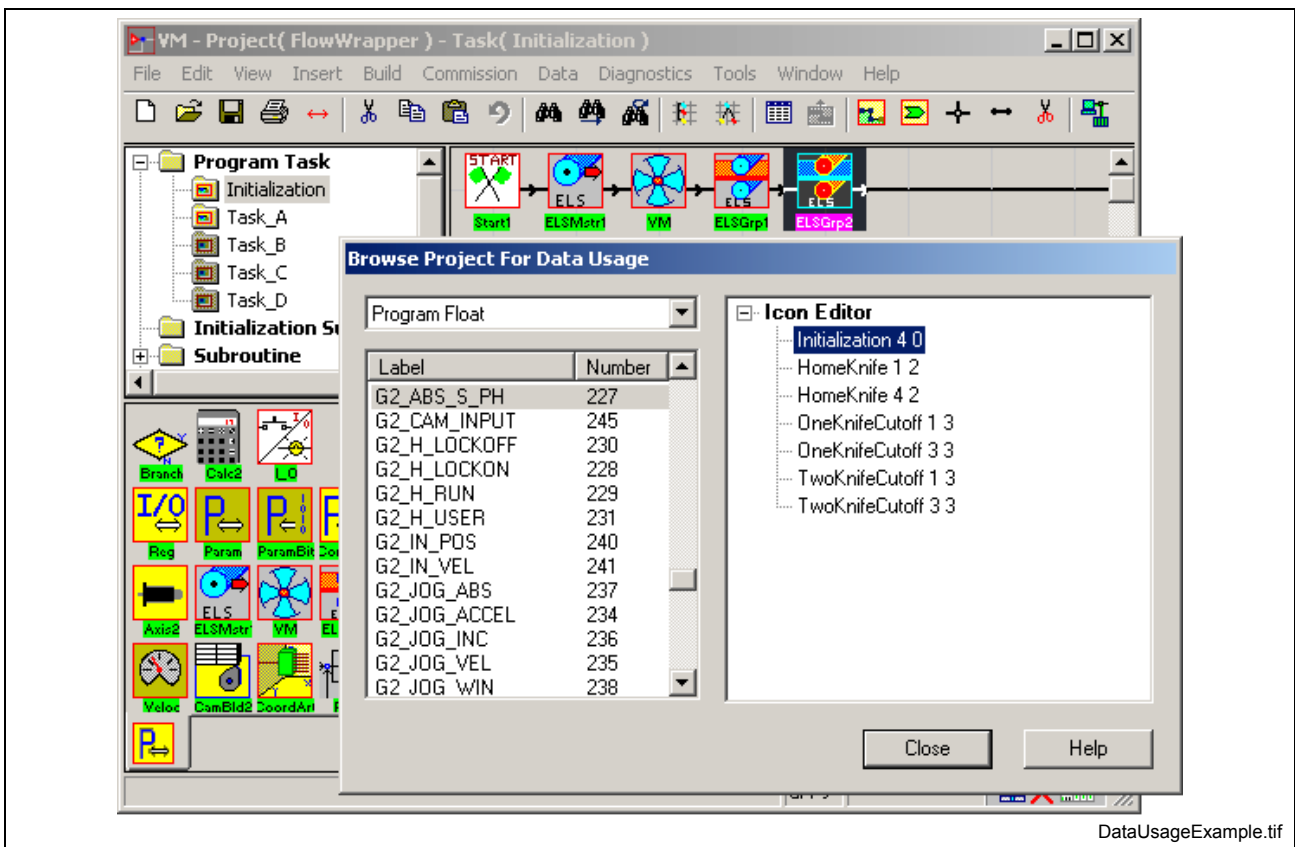 VM - Project( FlowWrapper ) - Task( Initialization )
File Edit View Insert Build Commission Data Diagnostics Tools Window Help
Program Task
Initialization
Task_A
Task_B
Task_C
Task_D
Subroutine
START
ELS
ELS
ELS
Start1 ELSMstr1 VM ELSGrp1 ELSGrp2
Browse Project For Data Usage
Program Float
Label Number
G2_ABS_S_PH 227
G2_CAM_INPUT 245
G2_H_LOCKOFF 230
G2_H_LOCKON 228
G2_H_RUN 229
G2_H_USER 231
G2_IN_POS 240
G2_IN_VEL 241
G2_JOG_ABS 237
G2_JOG_ACCEL 234
G2_JOG_INC 236
G2_JOG_VEL 235
G2_JOG_WIN 238
Icon Editor
Initialization 4 0
HomeKnife 1 2
HomeKnife 4 2
OneKnifeCutoff 1 3
OneKnifeCutoff 3 3
TwoKnifeCutoff 1 3
TwoKnifeCutoff 3 3
Close Help
Branch Calc2 I_O
I/O P P
Reg Param ParamBit
ELS
Axis2 ELSMstr VM
Veloc CamBld2 CoordArt
P
DataUsageExample.tif